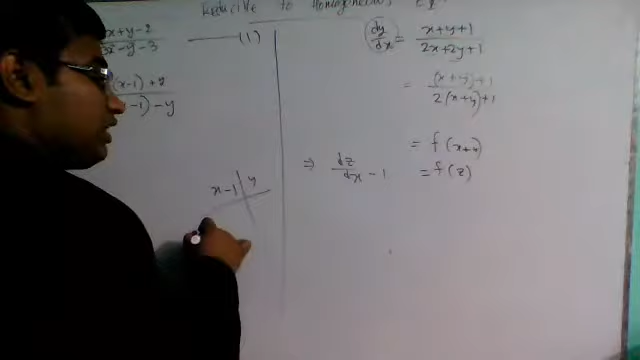 Reducible to Homogeneous
x+y-2
x-y-3
(1)
(x-1)+y
-1)-y
x-1 y
dy/dx = x+y+1 / 2x+2y+1
= (x+y)+1 / 2(x+y)+1
= f(x+y)
⇒ dz/dx - 1 = f(z)